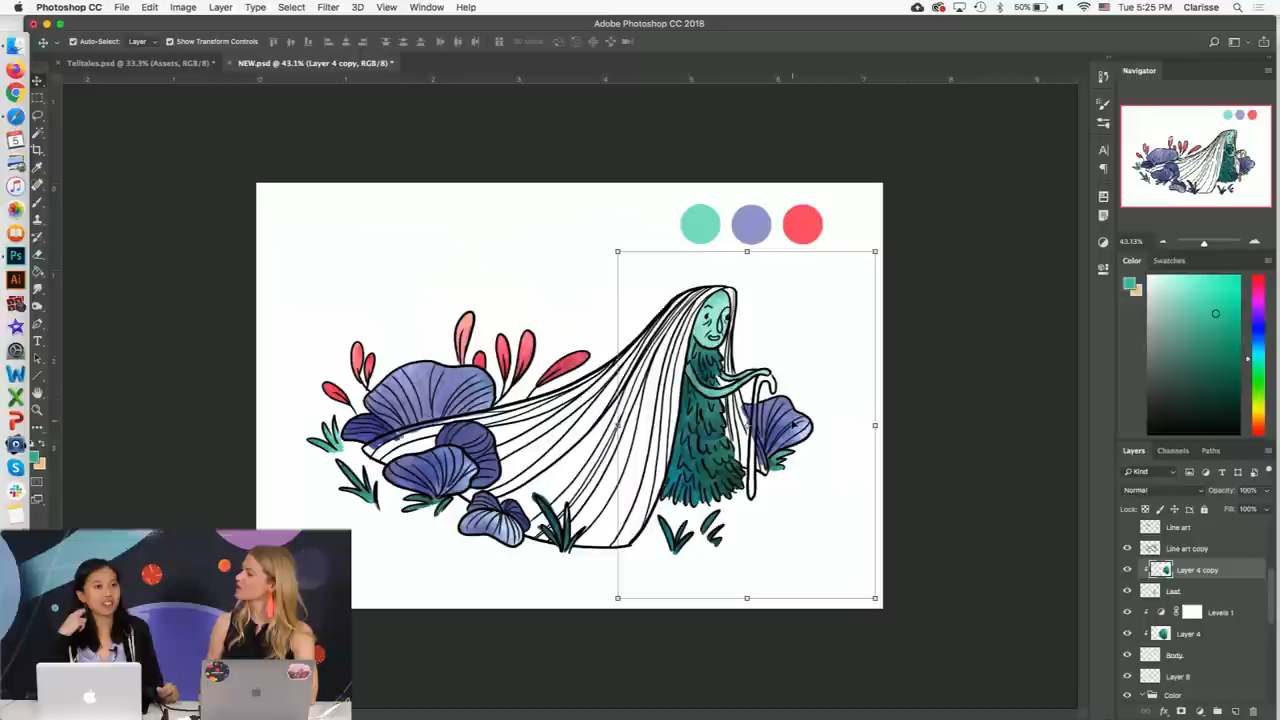 Photoshop CC File Edit Image Layer Type Select Filter 3D View Window Help 50% Tue 5:25 PM Clarisse
Adobe Photoshop CC 2018
Auto-Select: Layer Show Transform Controls
Telltales.psd @ 33.3% (Assets, RGB/8) * NEW.psd @ 43.1% (Layer 4 copy, RGB/8) *
Navigator
43.13%
Color Swatches
Layers Channels Paths
Kind
Normal Opacity: 100%
Lock: Fill: 100%
Line art
Line art copy
Layer 4 copy
Leaf
Levels 1
Layer 4
Body
Layer 8
Color